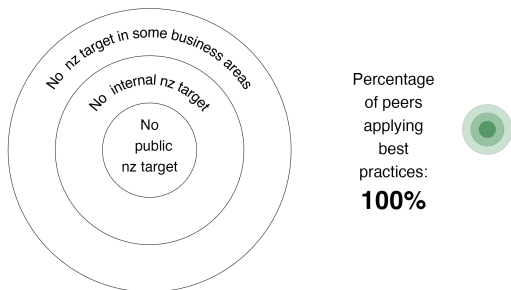 No nz target in some business areas
No internal nz target
No
public
nz target
Percentage
of peers
applying
best
practices:
100%